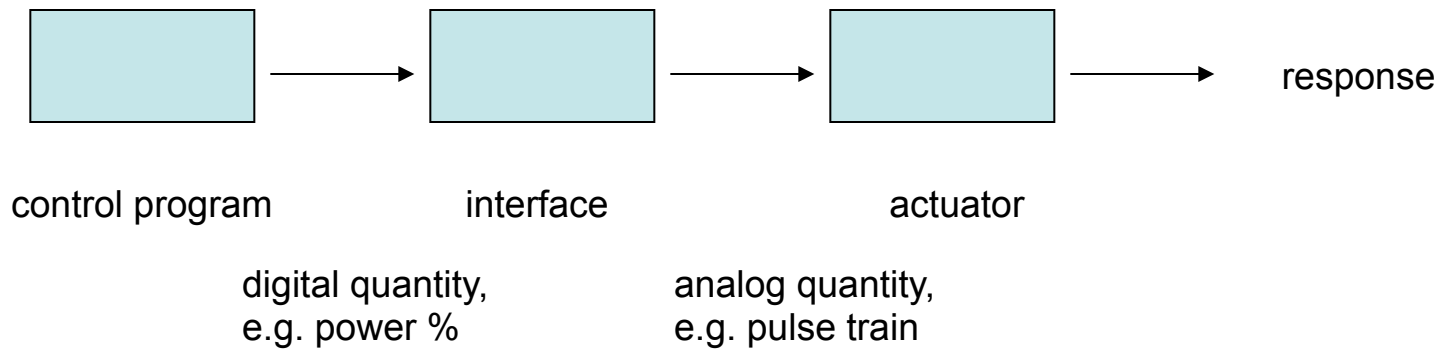 response
control program
interface
actuator
digital quantity,
e.g. power %
analog quantity,
e.g. pulse train